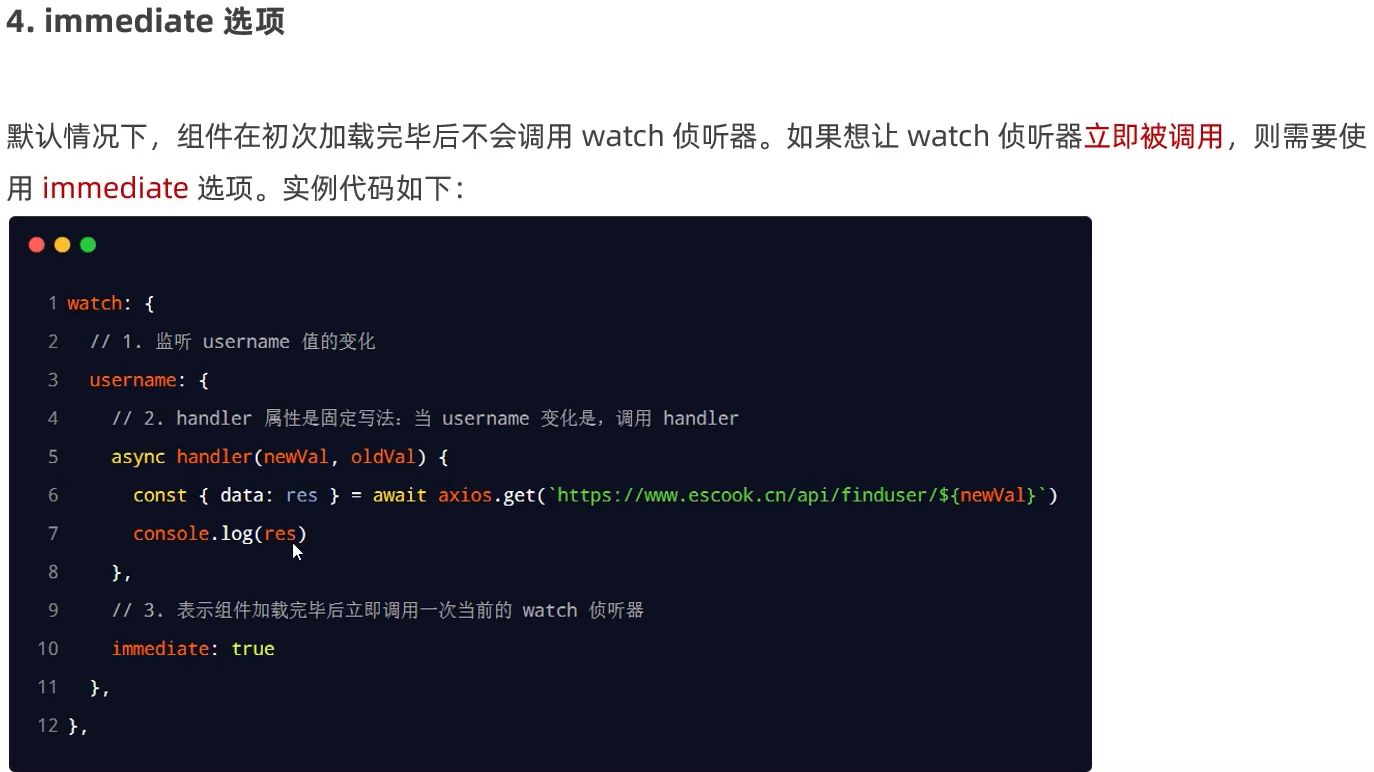 4. immediate 选项
默认情况下，组件在初次加载完毕后不会调用 watch 侦听器。如果想让 watch 侦听器立即被调用，则需要使
用 immediate 选项。实例代码如下：
1 watch: {
2 // 1. 监听 username 值的变化
3 username: {
4 // 2. handler 属性是固定写法：当 username 变化是，调用 handler
5 async handler(newVal, oldVal) {
6 const { data: res } = await axios.get(`https://www.escook.cn/api/finduser/${newVal}`)
7 console.log(res)
8 },
9 // 3. 表示组件加载完毕后立即调用一次当前的 watch 侦听器
10 immediate: true
11 },
12 },